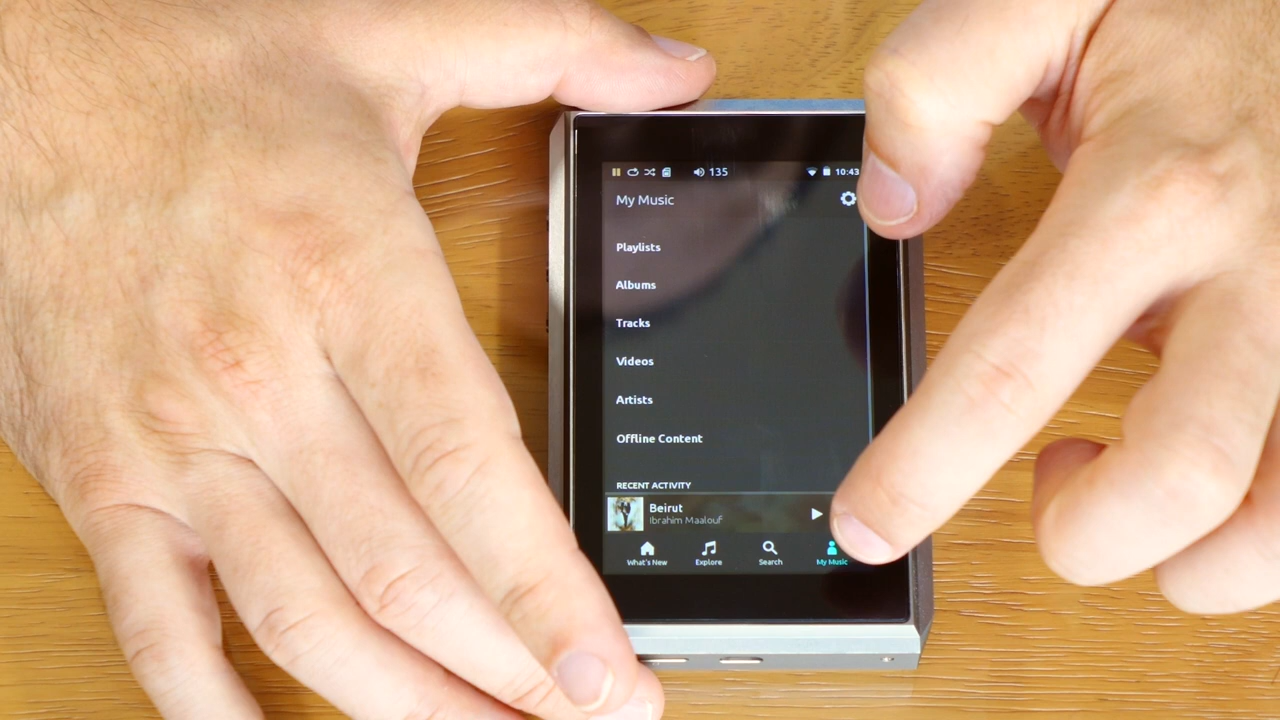 135
10:43
My Music
Playlists
Albums
Tracks
Videos
Artists
Offline Content
RECENT ACTIVITY
Beirut
Ibrahim Maalouf
What's New
Explore
Search
My Music